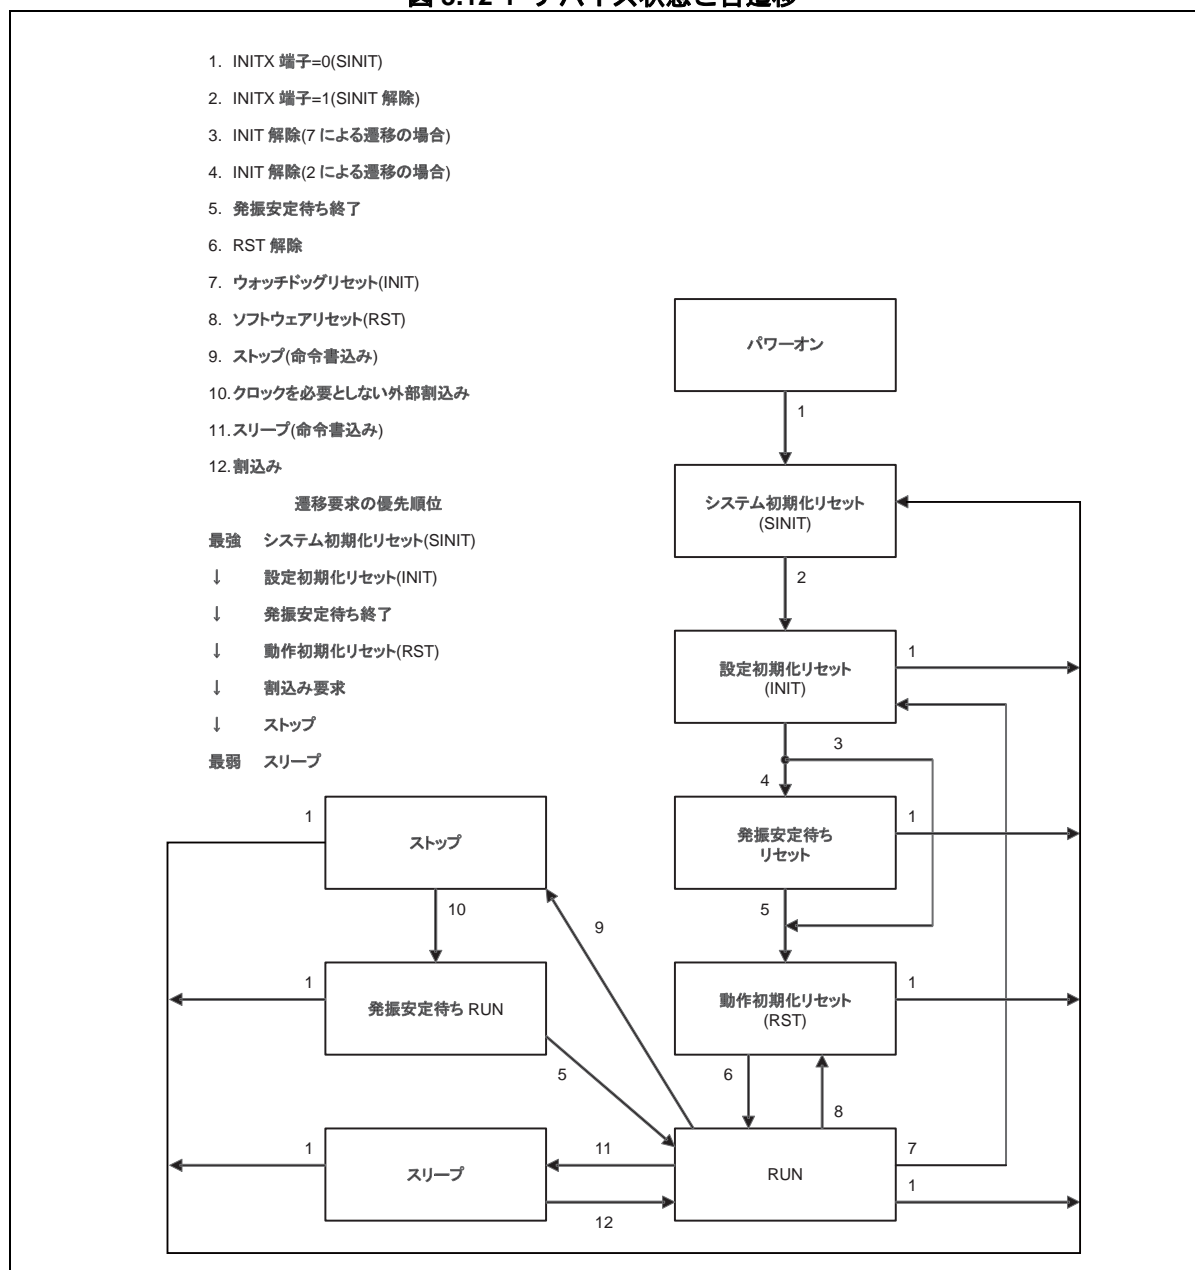 1. INITX 端子=0(SINIT)
2. INITX 端子=1(SINIT 解除)
3. INIT 解除(7 による遷移の場合)
4. INIT 解除(2 による遷移の場合)
5. 発振安定待ち終了
6. RST 解除
7. ウォッチドッグリセット(INIT)
8. ソフトウェアリセット(RST)
9. ストップ(命令書込み)
10.クロックを必要としない外部割込み
11.スリープ(命令書込み)
12.割込み
遷移要求の優先順位
最強 システム初期化リセット(SINIT)
↓ 設定初期化リセット(INIT)
↓ 発振安定待ち終了
↓ 動作初期化リセット(RST)
↓ 割込み要求
↓ ストップ
最弱 スリープ
パワーオン
1
システム初期化リセット
(SINIT)
2
設定初期化リセット
(INIT)
1
3
4
発振安定待ち
リセット
1
5
動作初期化リセット
(RST)
1
6
8
RUN
7
1
1
ストップ
10
9
1
発振安定待ち RUN
5
1
スリープ
11
12